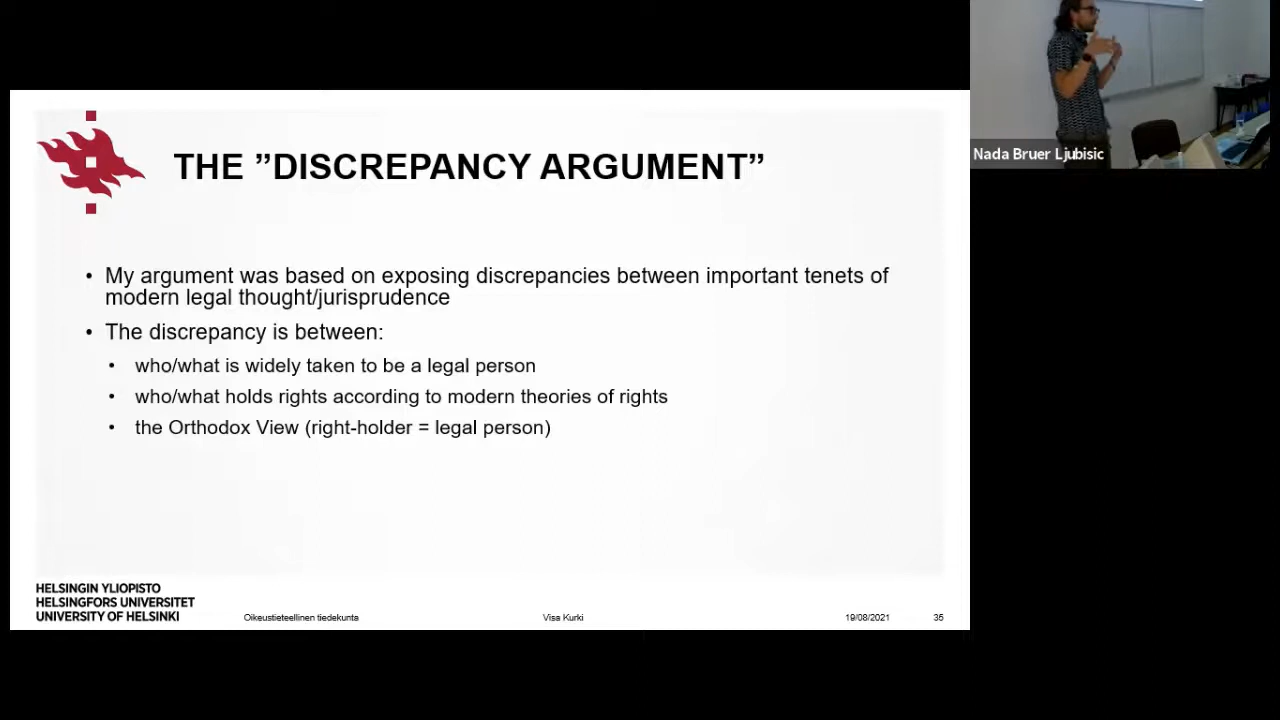 THE ”DISCREPANCY ARGUMENT”
• My argument was based on exposing discrepancies between important tenets of
modern legal thought/jurisprudence
• The discrepancy is between:
• who/what is widely taken to be a legal person
• who/what holds rights according to modern theories of rights
• the Orthodox View (right-holder = legal person)
HELSINGIN YLIOPISTO
HELSINGFORS UNIVERSITET
UNIVERSITY OF HELSINKI
Oikeustieteellinen tiedekunta
Visa Kurki
19/08/2021
35
Nada Bruer Ljubisic